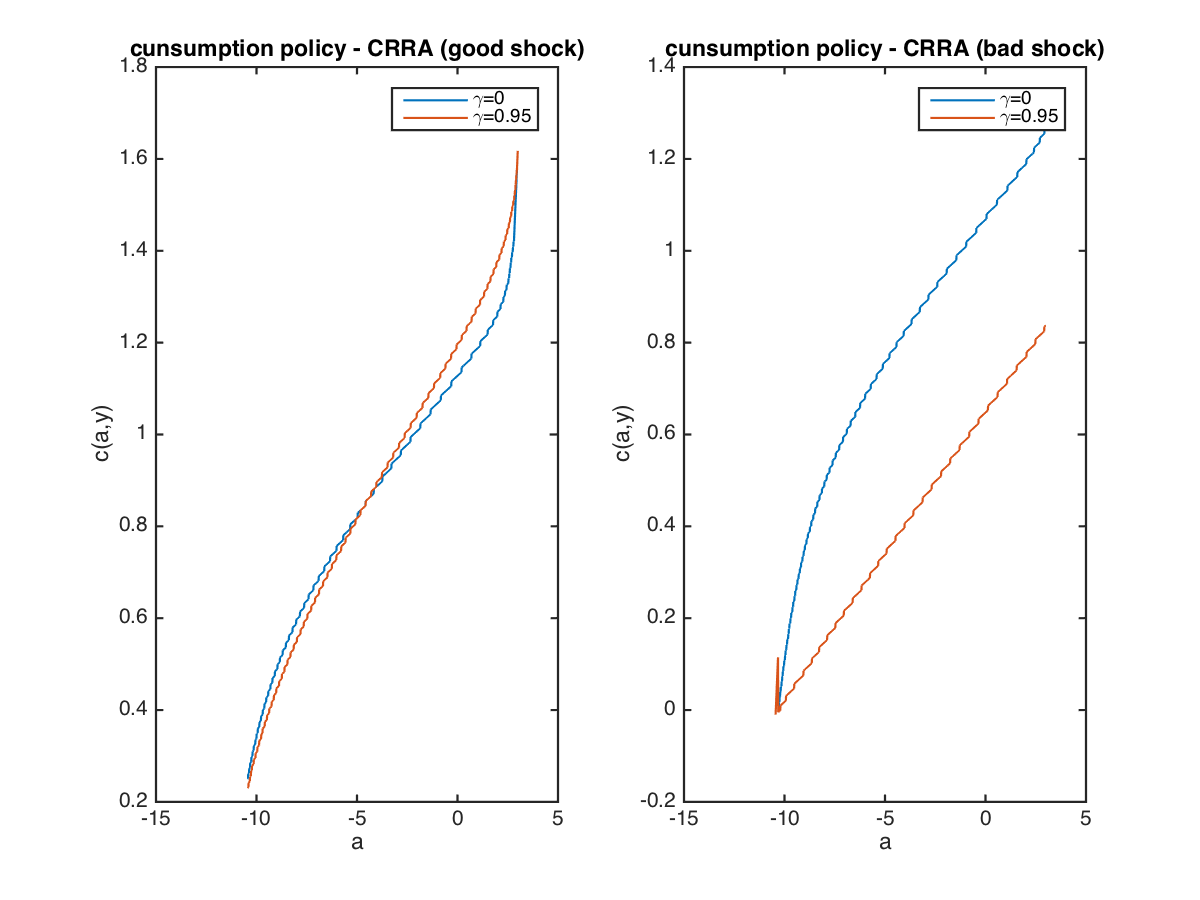 cunsumption policy - CRRA (good shock)
1.8
1.6
1.4
1.2
1
0.8
0.6
0.4
0.2
c(a,y)
γ=0
γ=0.95
-15
-10
-5
0
5
a
cunsumption policy - CRRA (bad shock)
1.4
1.2
1
0.8
0.6
0.4
0.2
0
-0.2
c(a,y)
γ=0
γ=0.95
-15
-10
-5
0
5
a